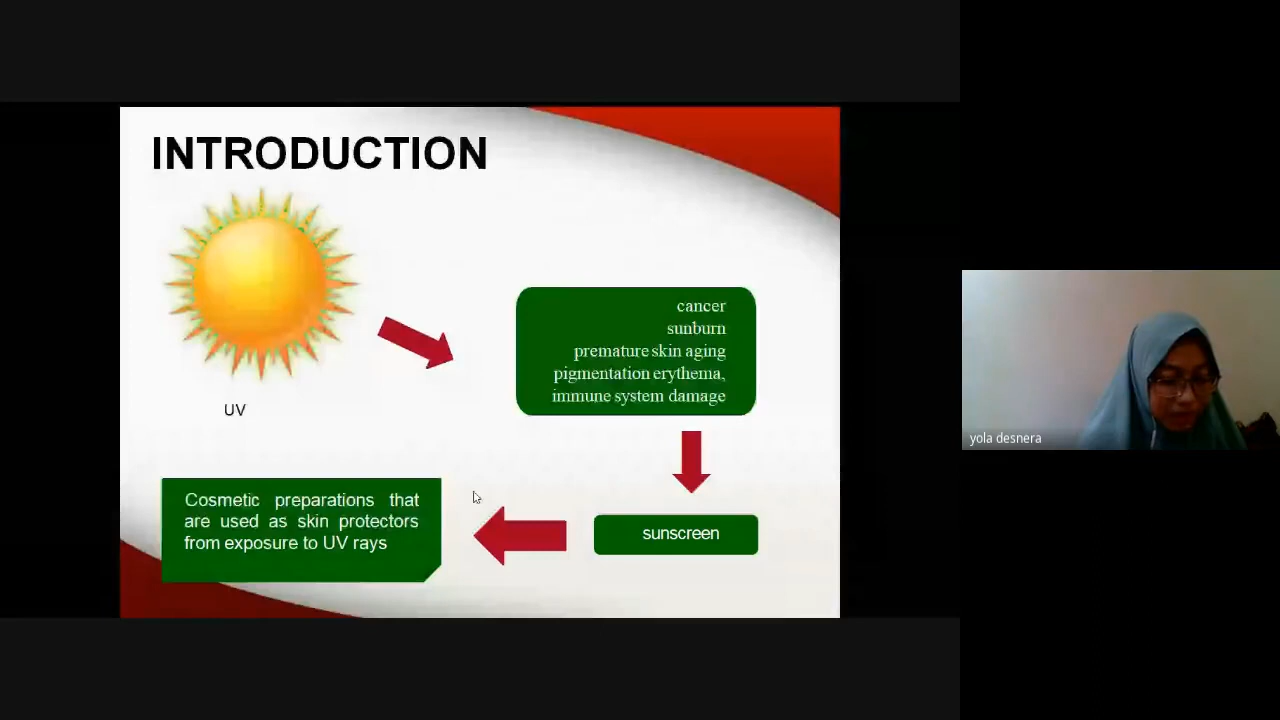 INTRODUCTION
cancer
sunburn
premature skin aging
pigmentation erythema,
immune system damage
UV
Cosmetic preparations that
are used as skin protectors
from exposure to UV rays
sunscreen
yola desnera